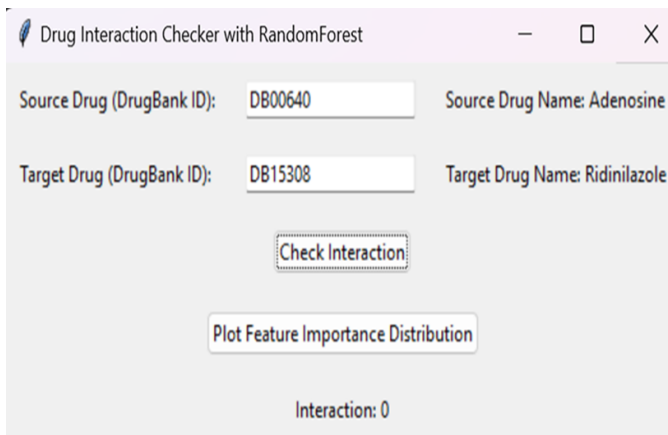 Drug Interaction Checker with RandomForest
Source Drug (DrugBank ID): DB00640 Source Drug Name: Adenosine
Target Drug (DrugBank ID): DB15308 Target Drug Name: Ridinilazole
Check Interaction
Plot Feature Importance Distribution
Interaction: 0